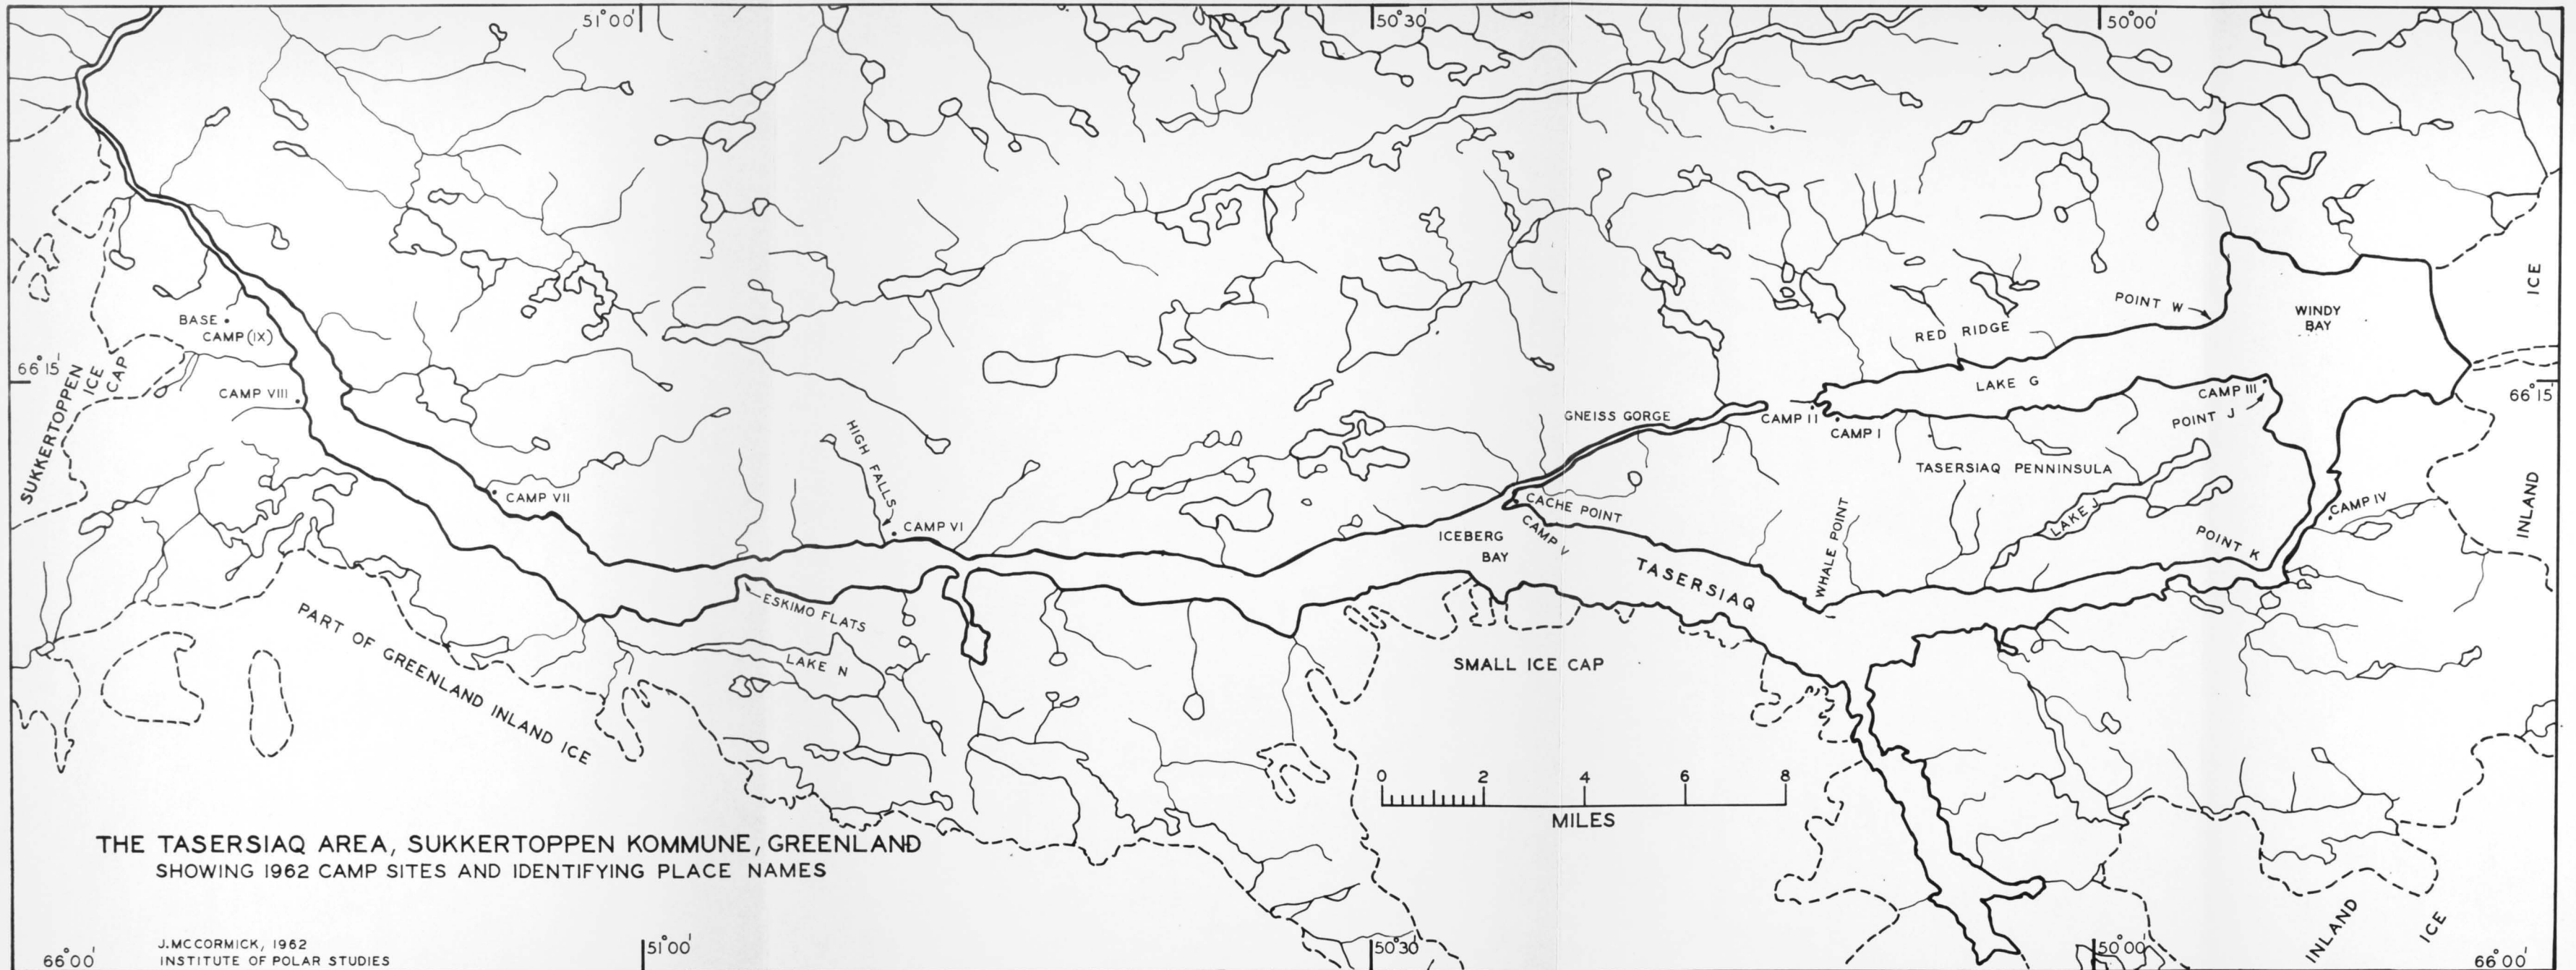 51°00'
50°30'
50°00'
ICE
POINT W
WINDY
BAY
BASE
CAMP (IX)
RED RIDGE
66°15'
SUKKERTOPPEN
ICE
CAP
CAMP VIII
LAKE G
CAMP III
66°15'
POINT J
GNEISS GORGE
CAMP II
CAMP I
HIGH FALLS
TASERSIAQ PENNINSULA
CAMP VII
CACHE POINT
CAMP V
WHALE POINT
LAKE J
CAMP IV
INLAND
CAMP VI
ICEBERG
BAY
POINT K
TASERSIAQ
ESKIMO FLATS
PART OF GREENLAND INLAND ICE
LAKE N
SMALL ICE CAP
0 2 4 6 8
MILES
THE TASERSIAQ AREA, SUKKERTOPPEN KOMMUNE, GREENLAND
SHOWING 1962 CAMP SITES AND IDENTIFYING PLACE NAMES
INLAND
ICE
J. MCCORMICK, 1962
INSTITUTE OF POLAR STUDIES
66°00'
51°00'
50°30'
50°00'
66°00'